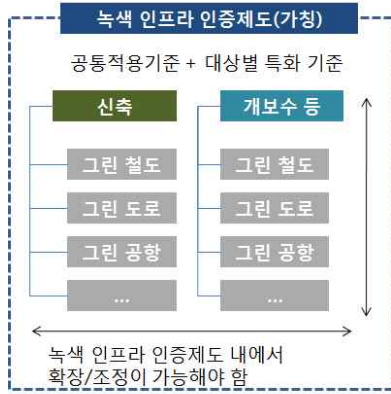 녹색 인프라 인증제도(가칭)
공통적용기준 + 대상별 특화 기준
신축 개보수 등
그린 철도 그린 철도
그린 도로 그린 도로
그린 공항 그린 공항
... ...
녹색 인프라 인증제도 내에서
확장/조정이 가능해야 함